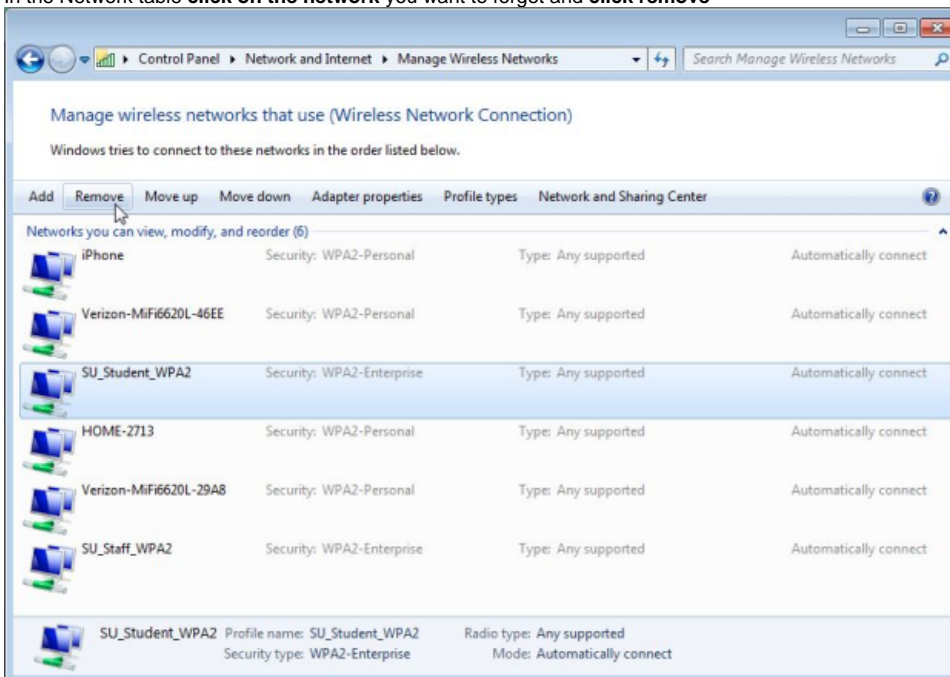 In the Network table click on the network you want to forget and click remove
Control Panel Network and Internet Manage Wireless Networks Search Manage Wireless Networks
Manage wireless networks that use (Wireless Network Connection)
Windows tries to connect to these networks in the order listed below.
Add Remove Move up Move down Adapter properties Profile types Network and Sharing Center
Networks you can view, modify, and reorder (6)
iPhone Security: WPA2-Personal Type: Any supported Automatically connect
Verizon-MiFi6620L-46EE Security: WPA2-Personal Type: Any supported Automatically connect
SU_Student_WPA2 Security: WPA2-Enterprise Type: Any supported Automatically connect
HOME-2713 Security: WPA2-Personal Type: Any supported Automatically connect
Verizon-MiFi6620L-29A8 Security: WPA2-Personal Type: Any supported Automatically connect
SU_Staff_WPA2 Security: WPA2-Enterprise Type: Any supported Automatically connect
SU_Student_WPA2 Profile name: SU_Student_WPA2 Radio type: Any supported
Security type: WPA2-Enterprise Mode: Automatically connect